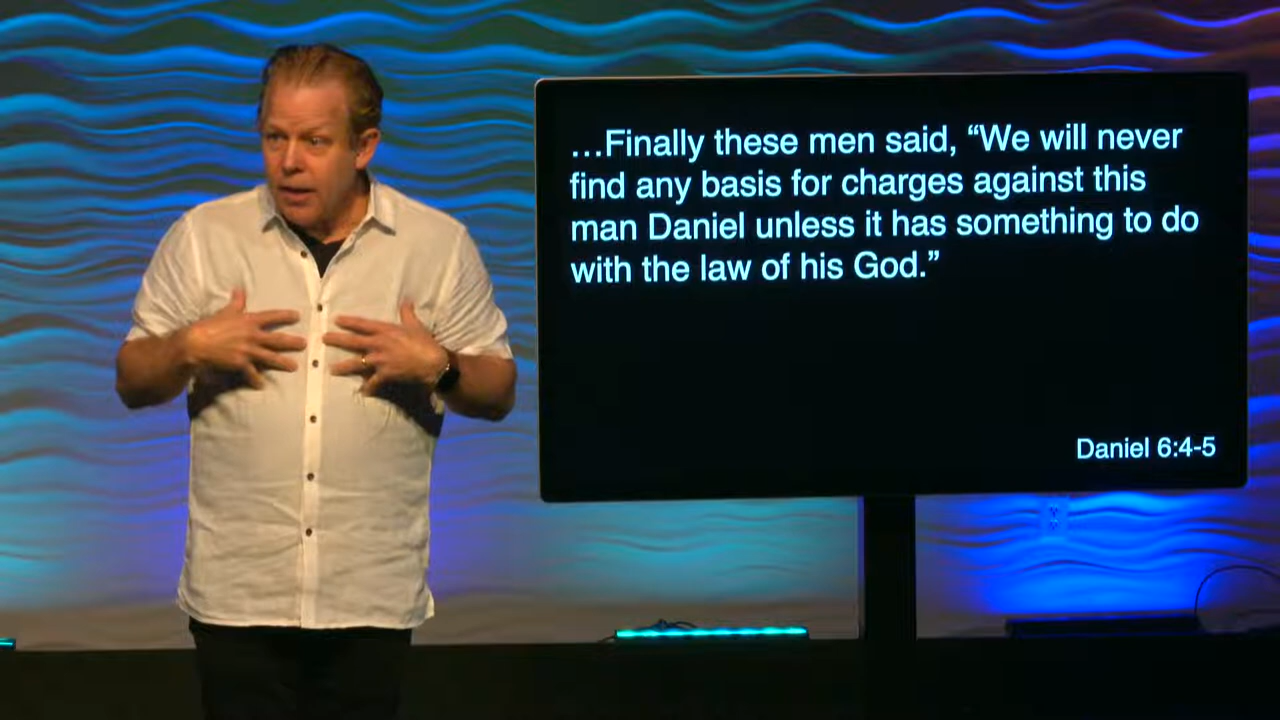 …Finally these men said, “We will never
find any basis for charges against this
man Daniel unless it has something to do
with the law of his God.”
Daniel 6:4-5